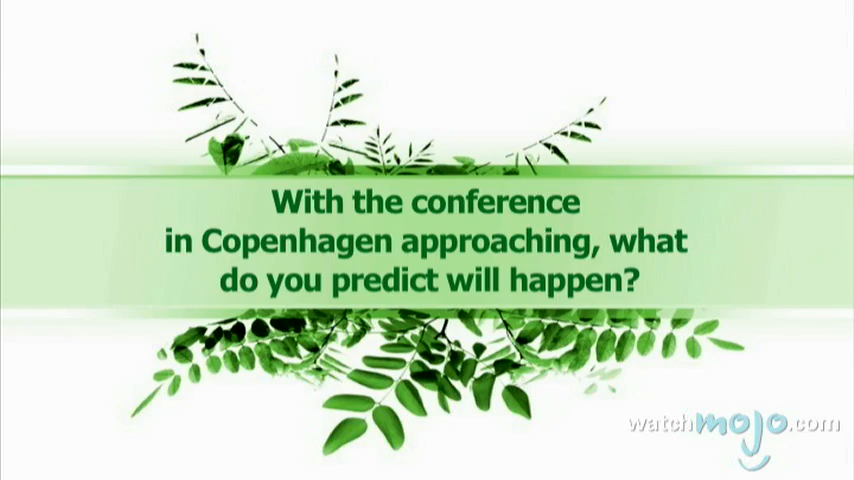 With the conference
in Copenhagen approaching, what
do you predict will happen?
watchmojo.com